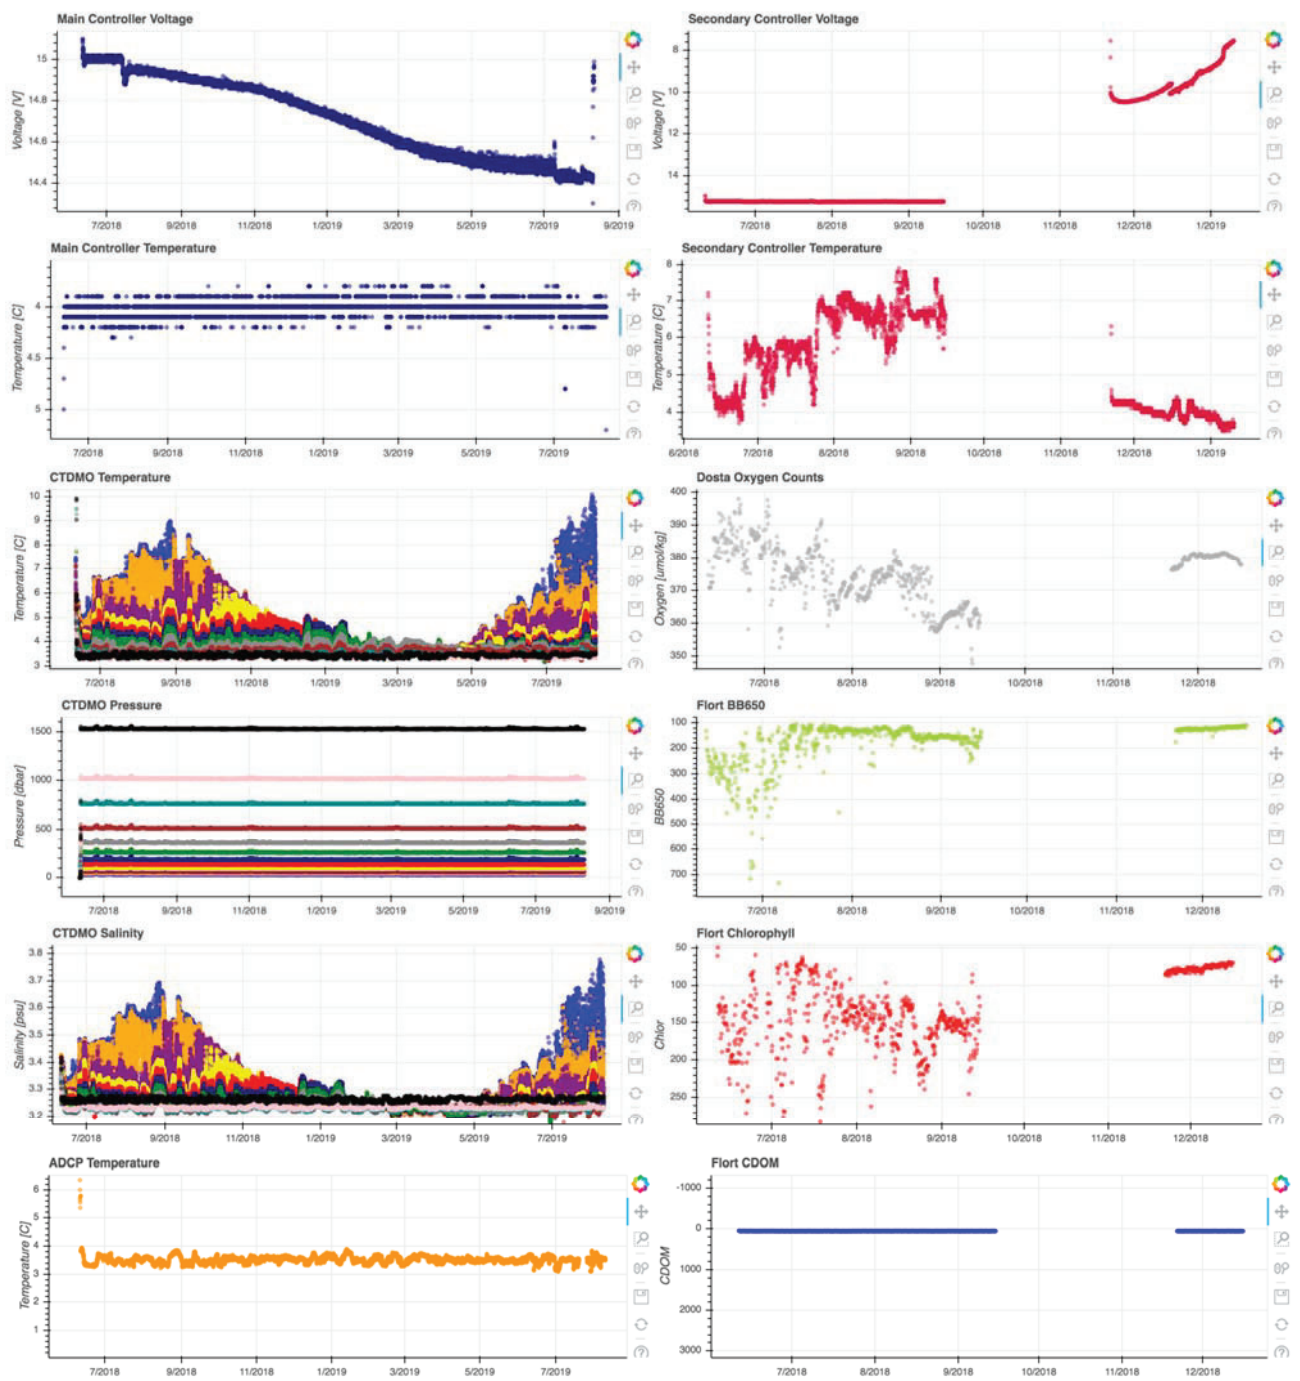 Main Controller Voltage
Voltage [V]
15
14.8
14.6
14.4
7/2018 9/2018 11/2018 1/2019 3/2019 5/2019 7/2019 9/2019
Secondary Controller Voltage
Voltage [V]
8
10
12
14
7/2018 8/2018 9/2018 10/2018 11/2018 12/2018 1/2019
Main Controller Temperature
Temperature [C]
4
4.5
5
7/2018 9/2018 11/2018 1/2019 3/2019 5/2019 7/2019
Secondary Controller Temperature
Temperature [C]
8
7
6
5
4
6/2018 7/2018 8/2018 9/2018 10/2018 11/2018 12/2018 1/2019
CTDMO Temperature
Temperature [C]
10
9
8
7
6
5
4
3
7/2018 9/2018 11/2018 1/2019 3/2019 5/2019 7/2019
Dosta Oxygen Counts
Oxygen [umol/kg]
400
390
380
370
360
350
7/2018 8/2018 9/2018 10/2018 11/2018 12/2018
CTDMO Pressure
Pressure [dbar]
1500
1000
500
0
7/2018 9/2018 11/2018 1/2019 3/2019 5/2019 7/2019 9/2019
Flort BB650
BB650
100
200
300
400
500
600
700
7/2018 8/2018 9/2018 10/2018 11/2018 12/2018
CTDMO Salinity
Salinity [psu]
3.8
3.7
3.6
3.5
3.4
3.3
3.2
7/2018 9/2018 11/2018 1/2019 3/2019 5/2019 7/2019
Flort Chlorophyll
Chlor
50
100
150
200
250
7/2018 8/2018 9/2018 10/2018 11/2018 12/2018
ADCP Temperature
Temperature [C]
6
5
4
3
2
1
7/2018 9/2018 11/2018 1/2019 3/2019 5/2019 7/2019
Flort CDOM
CDOM
-1000
0
1000
2000
3000
7/2018 8/2018 9/2018 10/2018 11/2018 12/2018